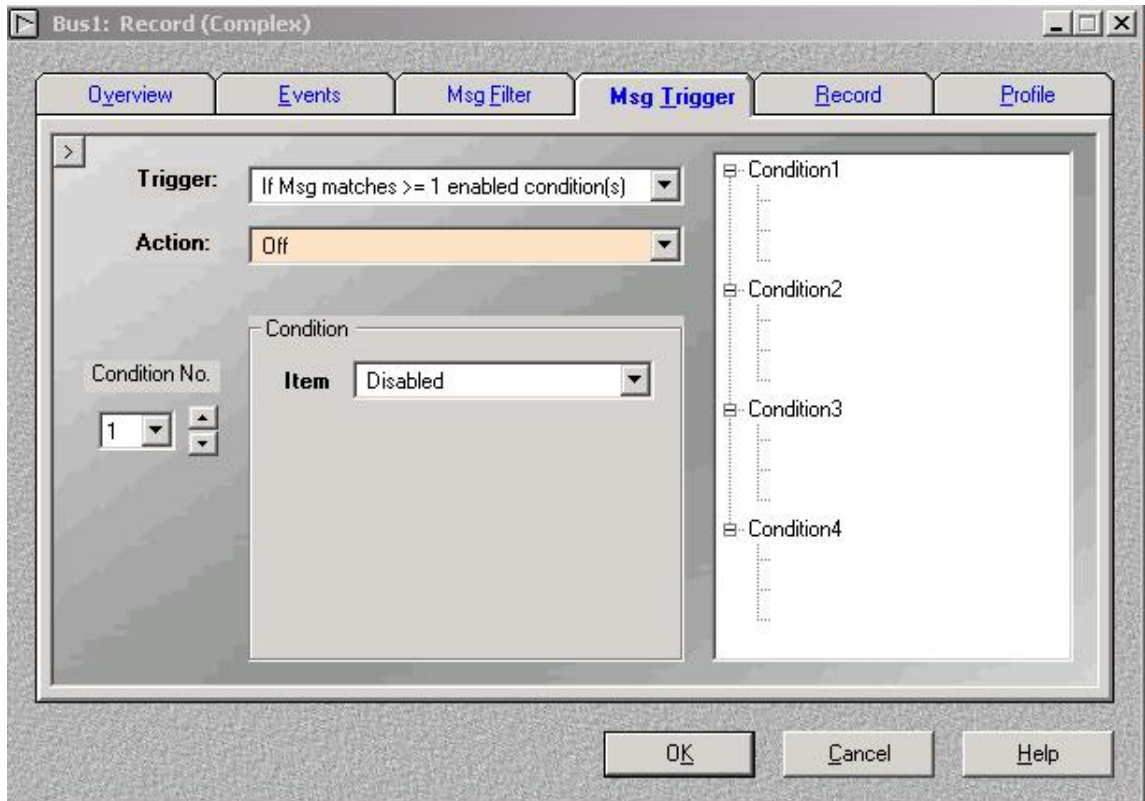 Bus1: Record (Complex)
Overview Events Msg Filter Msg Trigger Record Profile
>
Trigger: If Msg matches >= 1 enabled condition(s)
Action: Off
Condition
Condition No.
Item Disabled
1
Condition1
Condition2
Condition3
Condition4
OK Cancel Help